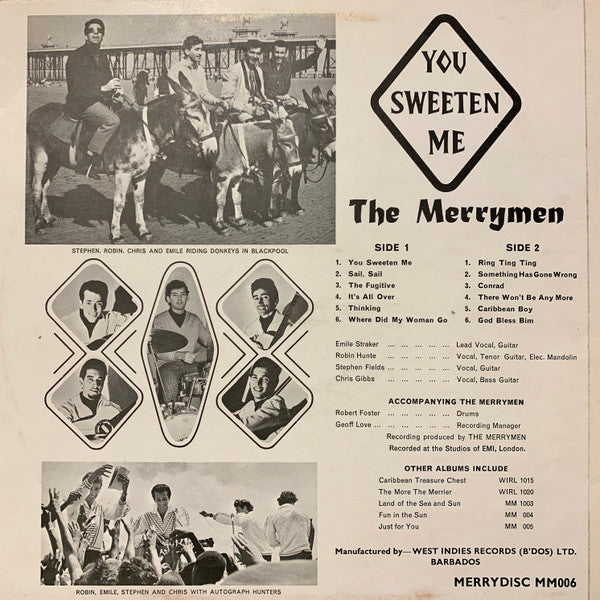 YOU
SWEETEN
ME
The Merrymen
STEPHEN, ROBIN, CHRIS AND EMILE RIDING DONKEYS IN BLACKPOOL
SIDE 1
1. You Sweeten Me
2. Sail, Sail
3. The Fugitive
4. It's All Over
5. Thinking
6. Where Did My Woman Go
SIDE 2
1. Ring Ting Ting
2. Something Has Gone Wrong
3. Conrad
4. There Won't Be Any More
5. Caribbean Boy
6. God Bless Bim
Emile Straker ... ... ... ... ... Lead Vocal, Guitar
Robin Hunte ... ... ... ... ... Vocal, Tenor Guitar, Elec. Mandolin
Stephen Fields ... ... ... ... ... Vocal, Guitar
Chris Gibbs ... ... ... ... ... Vocal, Bass Guitar
ACCOMPANYING THE MERRYMEN
Robert Foster ... ... ... ... ... Drums
Geoff Love ... ... ... ... ... Recording Manager
Recording produced by THE MERRYMEN
Recorded at the Studios of EMI, London.
OTHER ALBUMS INCLUDE
Caribbean Treasure Chest WIRL 1015
The More The Merrier WIRL 1020
Land of the Sea and Sun MM 1003
Fun in the Sun MM 004
Just for You MM 005
Manufactured by—WEST INDIES RECORDS (B'DOS) LTD.
BARBADOS
MERRYDISC MM006
ROBIN, EMILE, STEPHEN AND CHRIS WITH AUTOGRAPH HUNTERS